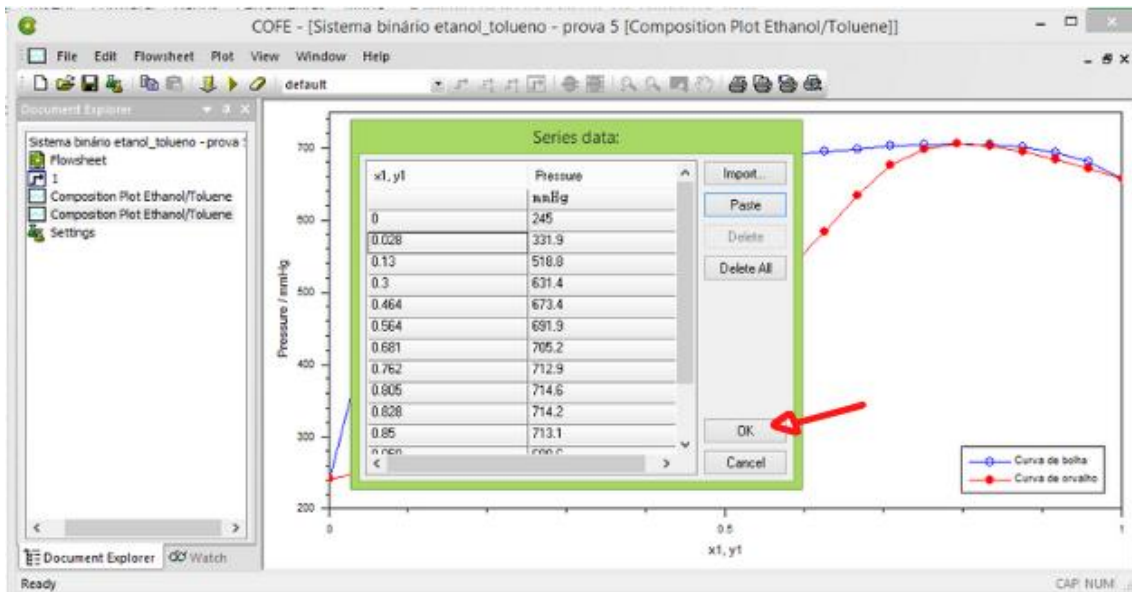 COFE - [Sistema binário etanol_tolueno - prova 5 [Composition Plot Ethanol/Toluene]]
File Edit Flowsheet Plot View Window Help
default
Document Explorer
Sistema binário etanol_tolueno - prova
Flowsheet
1
Composition Plot Ethanol/Toluene
Composition Plot Ethanol/Toluene
Settings
Document Explorer Watch
Ready
CAP NUM
Series data:
x1, y1 Pressure
mmHg
0 245
0.028 331.9
0.13 518.8
0.3 631.4
0.464 673.4
0.564 691.9
0.681 705.2
0.762 712.9
0.805 714.6
0.828 714.2
0.85 713.1
Import...
Paste
Delete
Delete All
OK
Cancel
Pressure / mmHg
700
600
500
400
300
200
0 0.5 1
x1, y1
Curva de bolha
Curva de orvalho